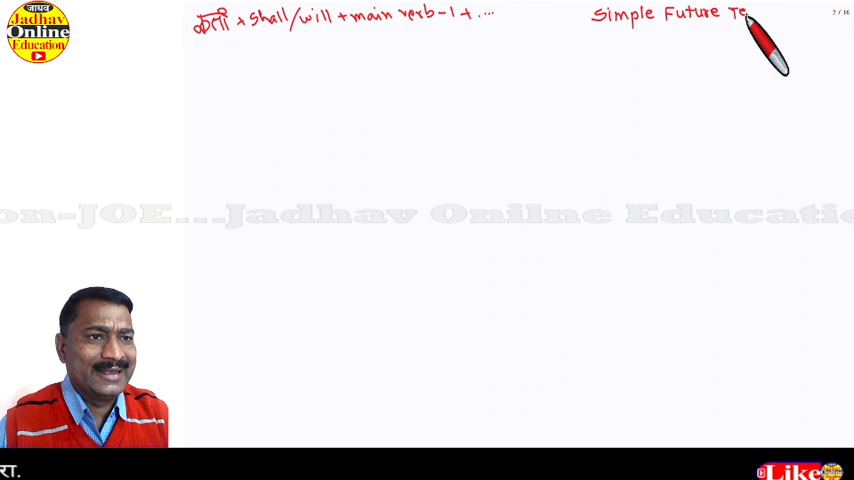 जाधव
Jadhav
Online
Education
कर्ता + shall/will + main verb-1 + ....
Simple Future Te
2 / 16
on-JOE...Jadhav Onilne Educatio
रा.
Like